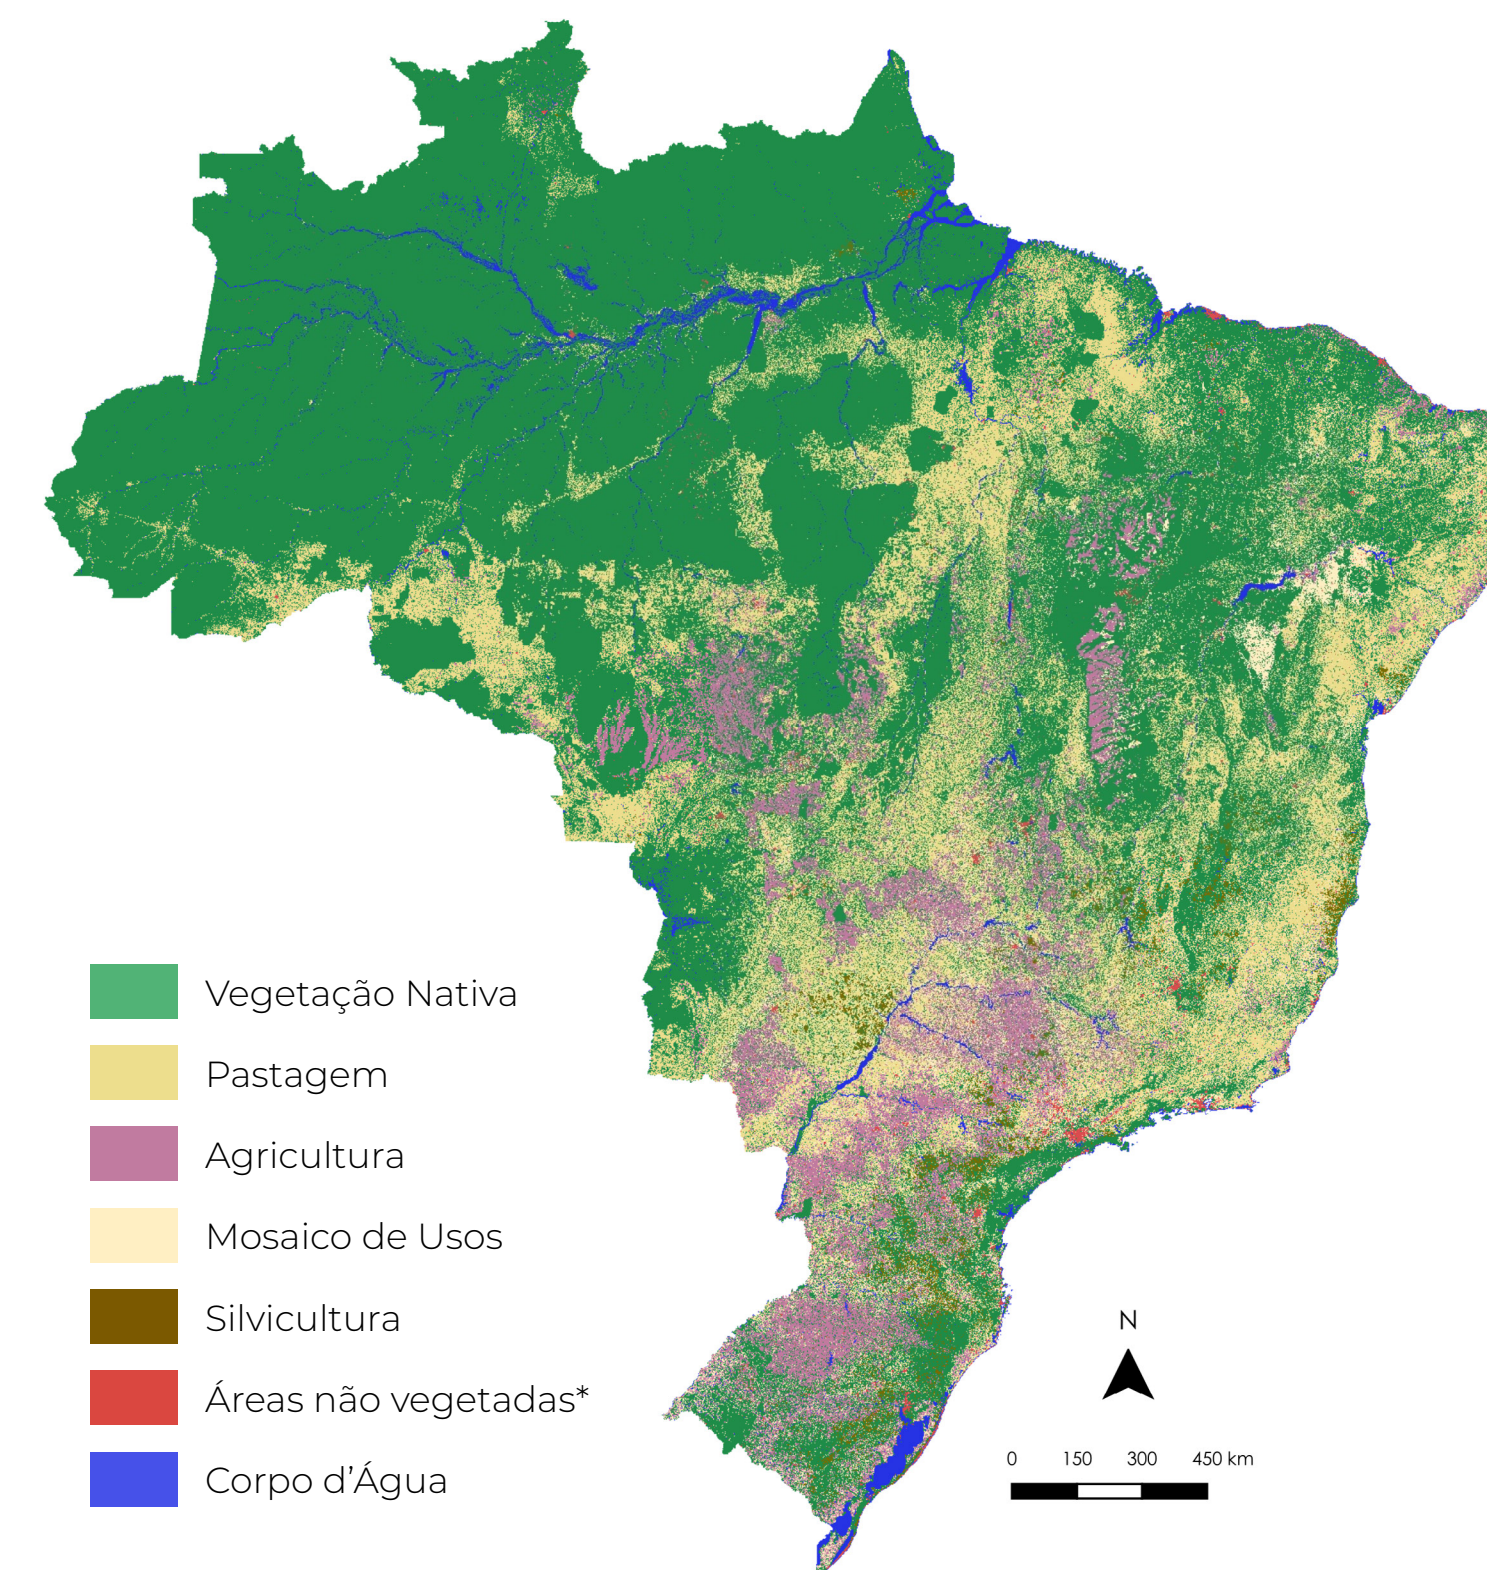 Vegetação Nativa
Pastagem
Agricultura
Mosaico de Usos
Silvicultura
Áreas não vegetadas*
Corpo d’Água
N
0 150 300 450 km